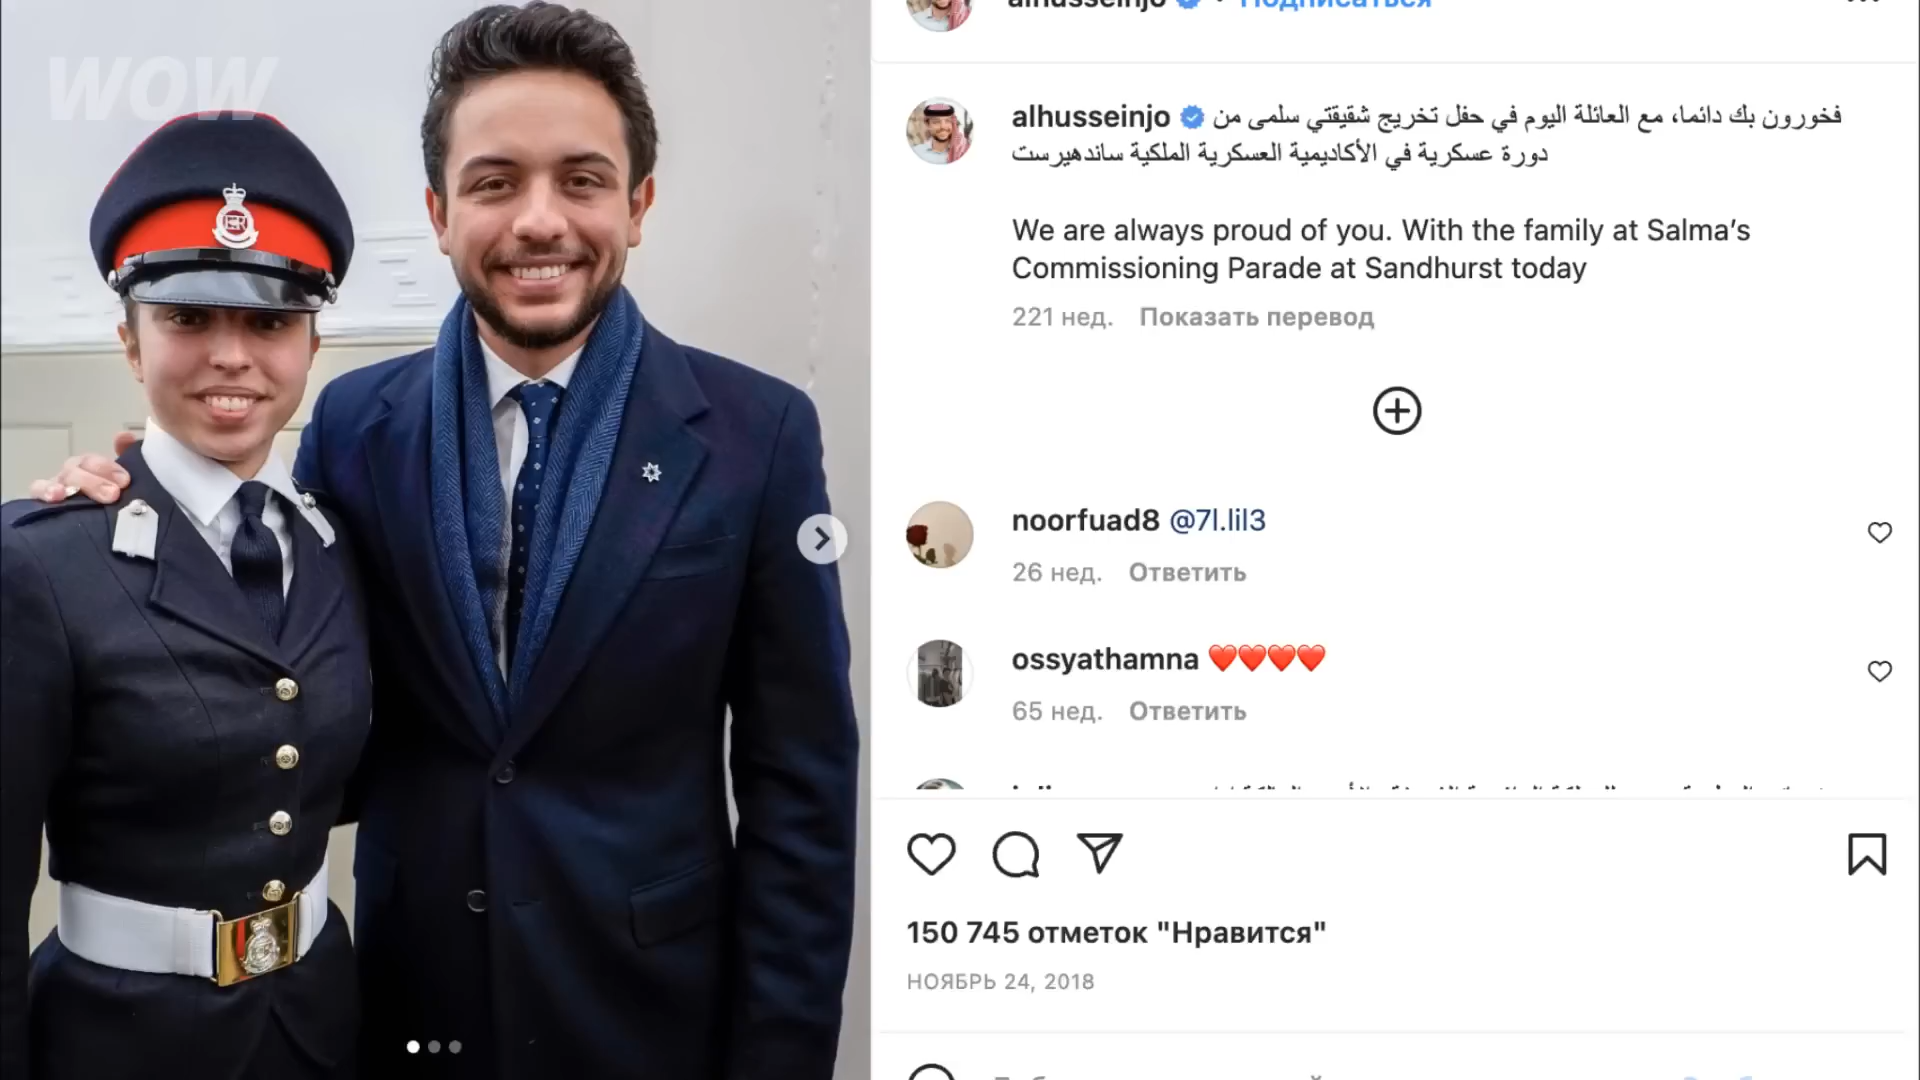 WOW
alhusseinjo • Подписаться
alhusseinjo فخورون بك دائما، مع العائلة اليوم في حفل تخريج شقيقتي سلمى من
دورة عسكرية في الأكاديمية العسكرية الملكية ساندهيرست
We are always proud of you. With the family at Salma’s
Commissioning Parade at Sandhurst today
221 нед. Показать перевод
noorfuad8 @7l.lil3
26 нед. Ответить
ossyathamna ❤️❤️❤️❤️
65 нед. Ответить
150 745 отметок "Нравится"
НОЯБРЬ 24, 2018